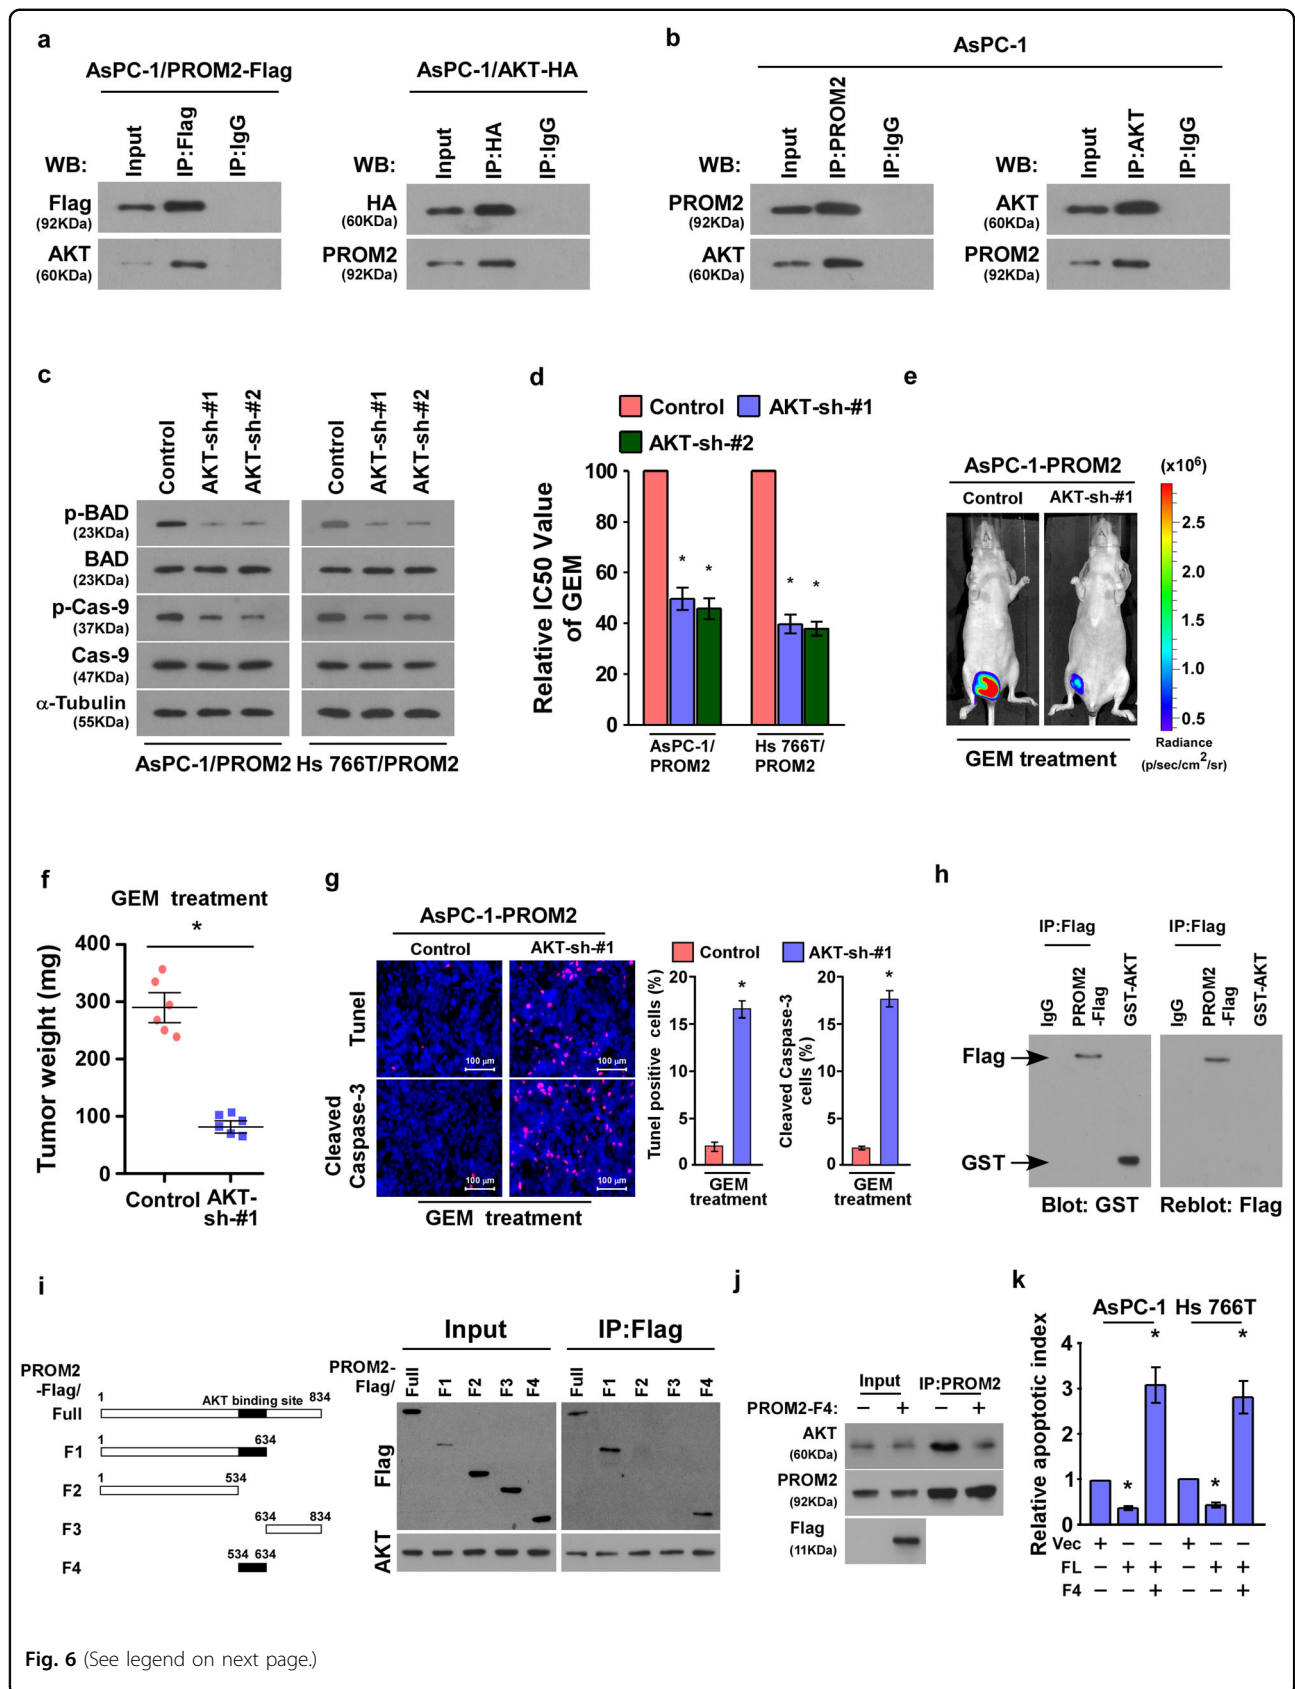 a
AsPC-1/PROM2-Flag
WB:
Input
IP:Flag
IP:IgG
Flag
(92KDa)
AKT
(60KDa)
AsPC-1/AKT-HA
WB:
Input
IP:HA
IP:IgG
HA
(60KDa)
PROM2
(92KDa)
b
AsPC-1
WB:
Input
IP:PROM2
IP:IgG
PROM2
(92KDa)
AKT
(60KDa)
WB:
Input
IP:AKT
IP:IgG
AKT
(60KDa)
PROM2
(92KDa)
c
Control
AKT-sh-#1
AKT-sh-#2
Control
AKT-sh-#1
AKT-sh-#2
p-BAD
(23KDa)
BAD
(23KDa)
p-Cas-9
(37KDa)
Cas-9
(47KDa)
α-Tubulin
(55KDa)
AsPC-1/PROM2 Hs 766T/PROM2
d
Control AKT-sh-#1
AKT-sh-#2
Relative IC50 Value
of GEM
100
80
60
40
20
0
* *
* *
AsPC-1/
PROM2
Hs 766T/
PROM2
e
AsPC-1-PROM2
Control AKT-sh-#1
GEM treatment
(x10⁶)
2.5
2.0
1.5
1.0
0.5
Radiance
(p/sec/cm²/sr)
f
GEM treatment
*
Tumor weight (mg)
400
300
200
100
0
Control
AKT-
sh-#1
g
AsPC-1-PROM2
Control AKT-sh-#1
Tunel
100 μm 100 μm
Cleaved
Caspase-3
100 μm 100 μm
GEM treatment
Control AKT-sh-#1
Tunel positive cells (%)
20
15
10
5
0
*
GEM
treatment
Cleaved Caspase-3
cells (%)
20
15
10
5
0
*
GEM
treatment
h
IP:Flag
IgG
PROM2
-Flag
GST-AKT
IP:Flag
IgG
PROM2
-Flag
GST-AKT
Flag
GST
Blot: GST
Reblot: Flag
i
PROM2
-Flag/
1 AKT binding site 834
Full
1 634
F1
1 534
F2
634 834
F3
534 634
F4
Input
IP:Flag
PROM2-
Flag/
Full
F1
F2
F3
F4
Full
F1
F2
F3
F4
Flag
AKT
j
Input IP:PROM2
PROM2-F4: – + – +
AKT
(60KDa)
PROM2
(92KDa)
Flag
(11KDa)
k
AsPC-1 Hs 766T
Relative apoptotic index
4
3
2
1
0
* *
* *
Vec + – – + – –
FL – + + – + +
F4 – – + – – +
Fig. 6 (See legend on next page.)